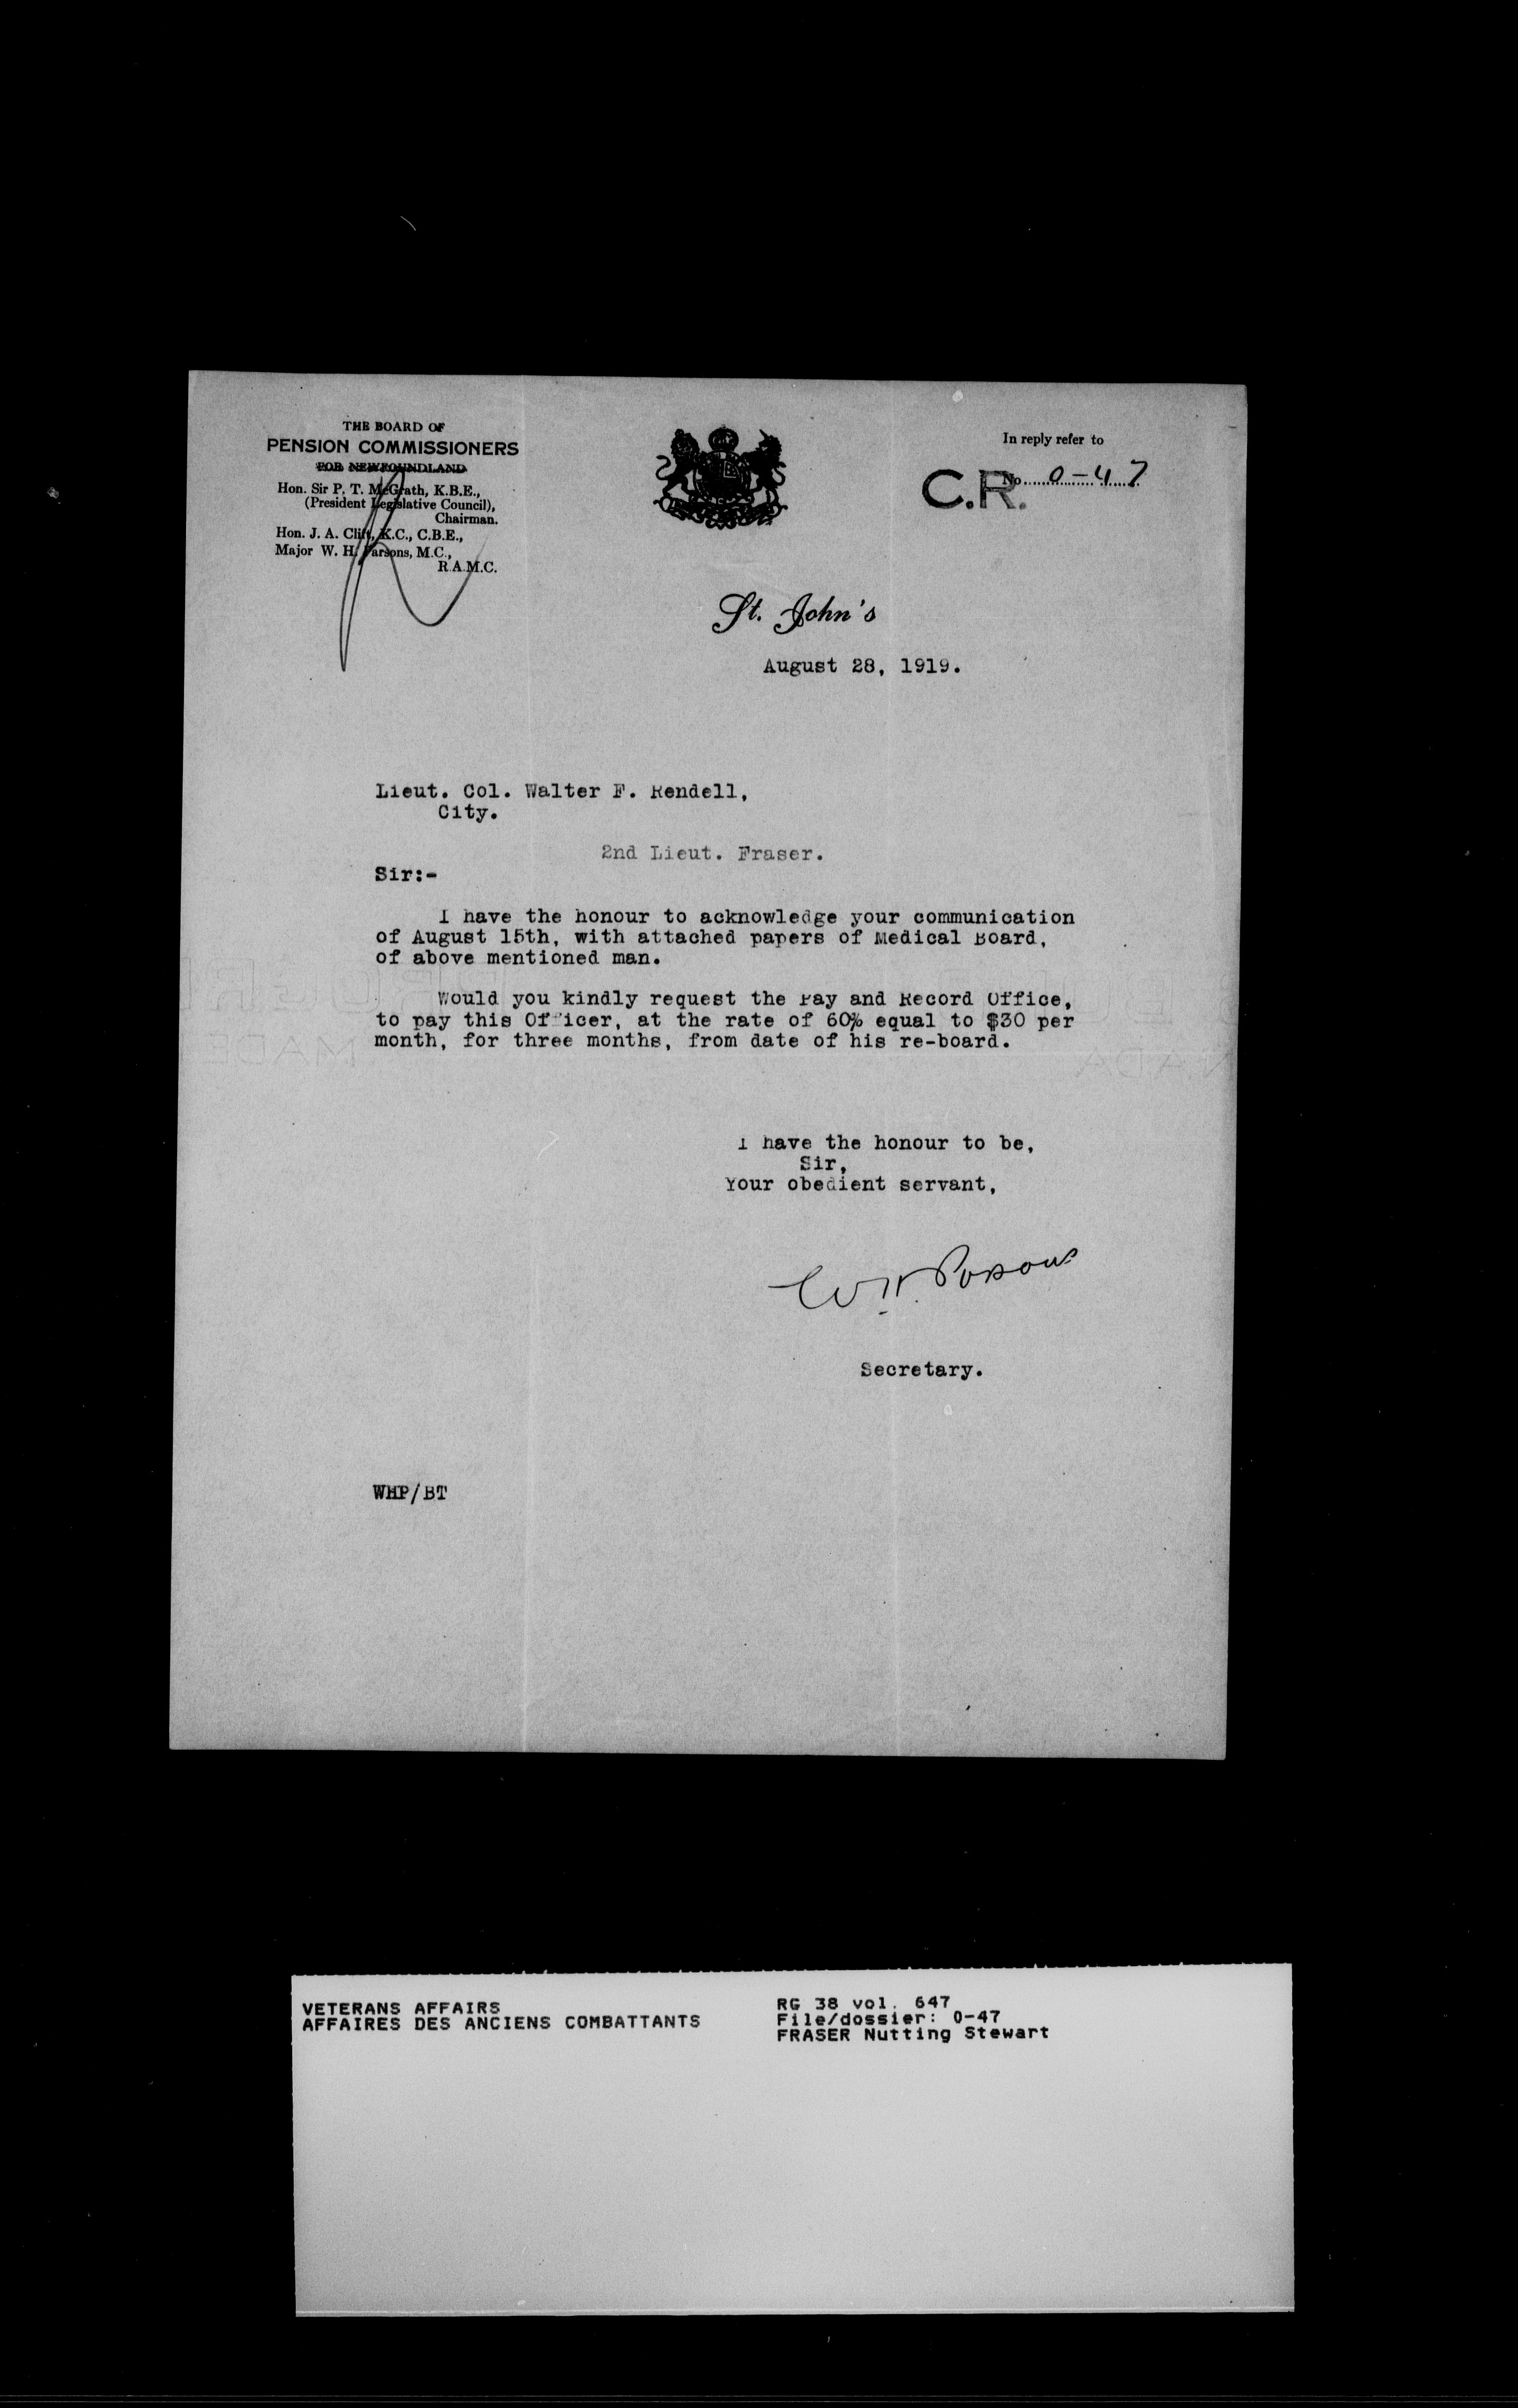 THE BOARD OF
PENSION COMMISSIONERS
FOR NEWFOUNDLAND
Hon. Sir P. T. McGrath, K.B.E.,
(President Legislative Council),
Chairman.
Hon. J. A. Clift, K.C., C.B.E.,
Major W. H. Parsons, M.C.,
R.A.M.C.
In reply refer to
C.R. No. 0-47
St. John's
August 28, 1919.
Lieut. Col. Walter F. Rendell,
City.
2nd Lieut. Fraser.
Sir:-
I have the honour to acknowledge your communication
of August 15th, with attached papers of Medical Board,
of above mentioned man.
Would you kindly request the Pay and Record Office,
to pay this Officer, at the rate of 60% equal to $30 per
month, for three months, from date of his re-board.
I have the honour to be,
Sir,
Your obedient servant,
W.H. Parsons
Secretary.
WHP/BT
VETERANS AFFAIRS
AFFAIRES DES ANCIENS COMBATTANTS
RG 38 vol. 647
File/dossier: 0-47
FRASER Nutting Stewart